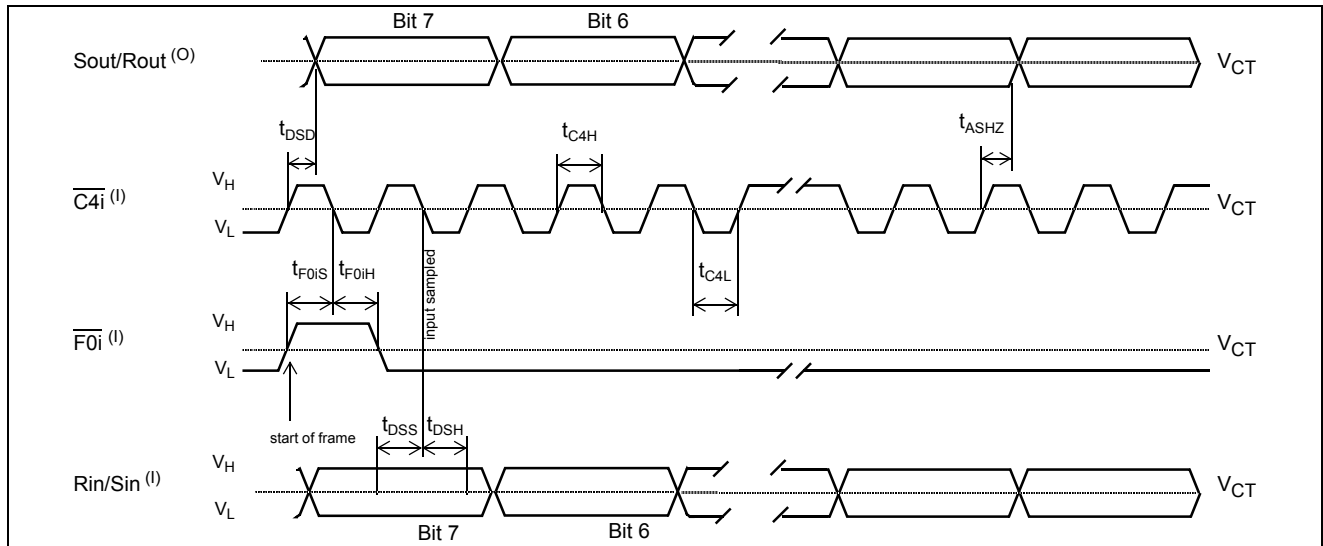 Bit 7 Bit 6
Sout/Rout (O) VCT
tDSD tC4H tASHZ
VH
C4i (I) VCT
VL
tF0iS tF0iH input sampled tC4L
VH
F0i (I) VCT
VL
start of frame tDSS tDSH
VH
Rin/Sin (I) VCT
VL
Bit 7 Bit 6